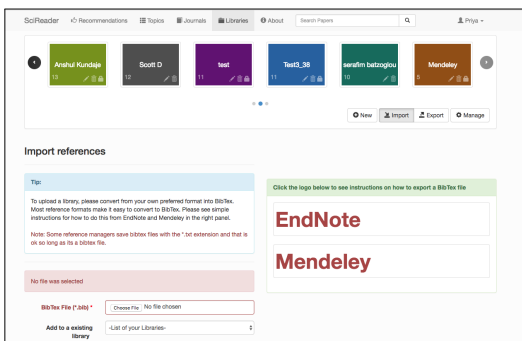 SciReader Recommendations Topics Journals Libraries About Search Papers Priya
Anshul Kundaje Scott D test Test3_38 serafim batzoglou Mendeley
13 12 11 11 10 5
New Import Export Manage
Import references
Tip:
To upload a library, please convert from your own preferred format into BibTex.
Most reference formats make it easy to convert to BibTex. Please see simple
instructions for how to do this from EndNote and Mendeley in the right panel.
Note: Some reference managers save bibtex files with the *.txt extension and that is
ok so long as its a bibtex file.
Click the logo below to see instructions on how to export a BibTex file
EndNote
Mendeley
No file was selected
BibTex File (*.bib) * Choose File No file chosen
Add to a existing -List of your Libraries-
library